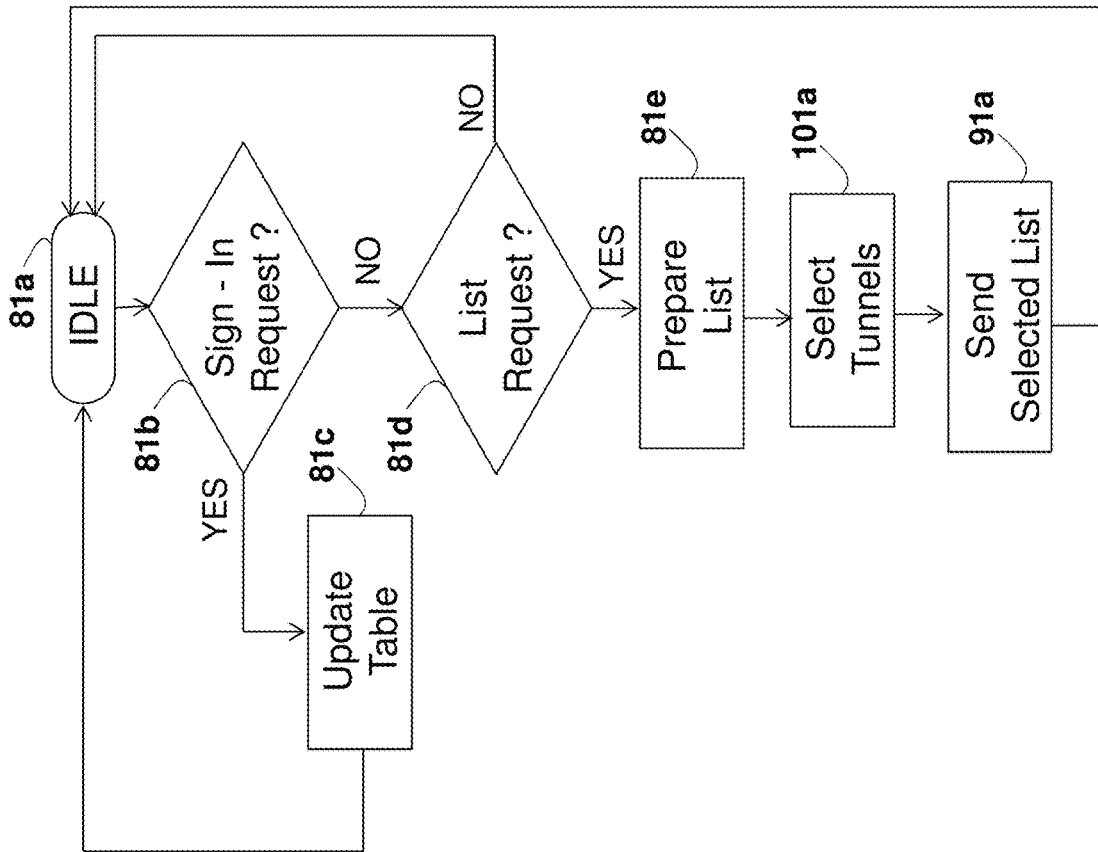 81a
IDLE
81b
Sign - In
Request ?
YES
NO
81c
Update
Table
81d
List
Request ?
NO
YES
81e
Prepare
List
101a
Select
Tunnels
91a
Send
Selected List